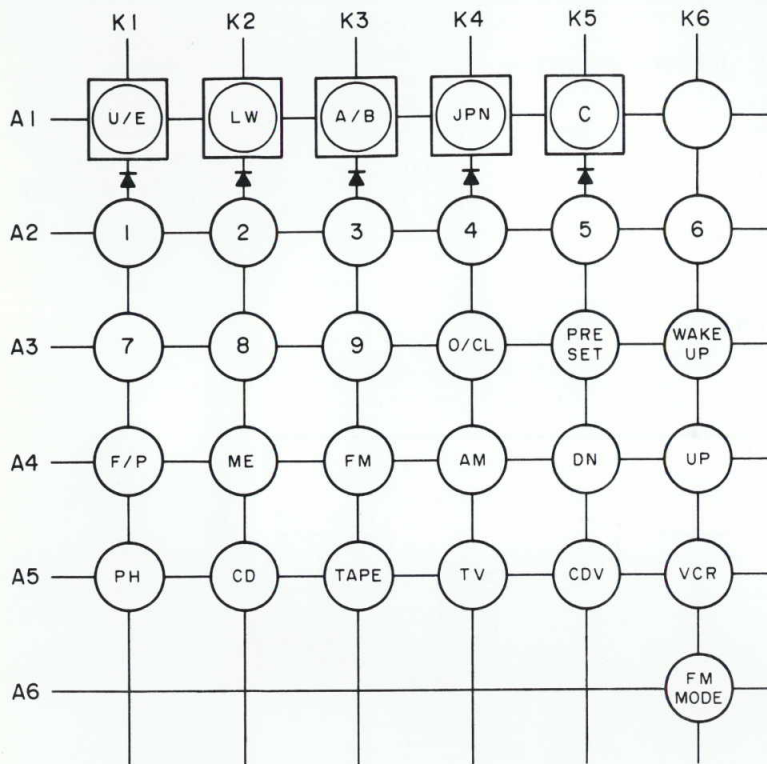 K1 K2 K3 K4 K5 K6
A1 U/E LW A/B JPN C
A2 1 2 3 4 5 6
A3 7 8 9 O/CL PRE SET WAKE UP
A4 F/P ME FM AM DN UP
A5 PH CD TAPE TV CDV VCR
A6 FM MODE